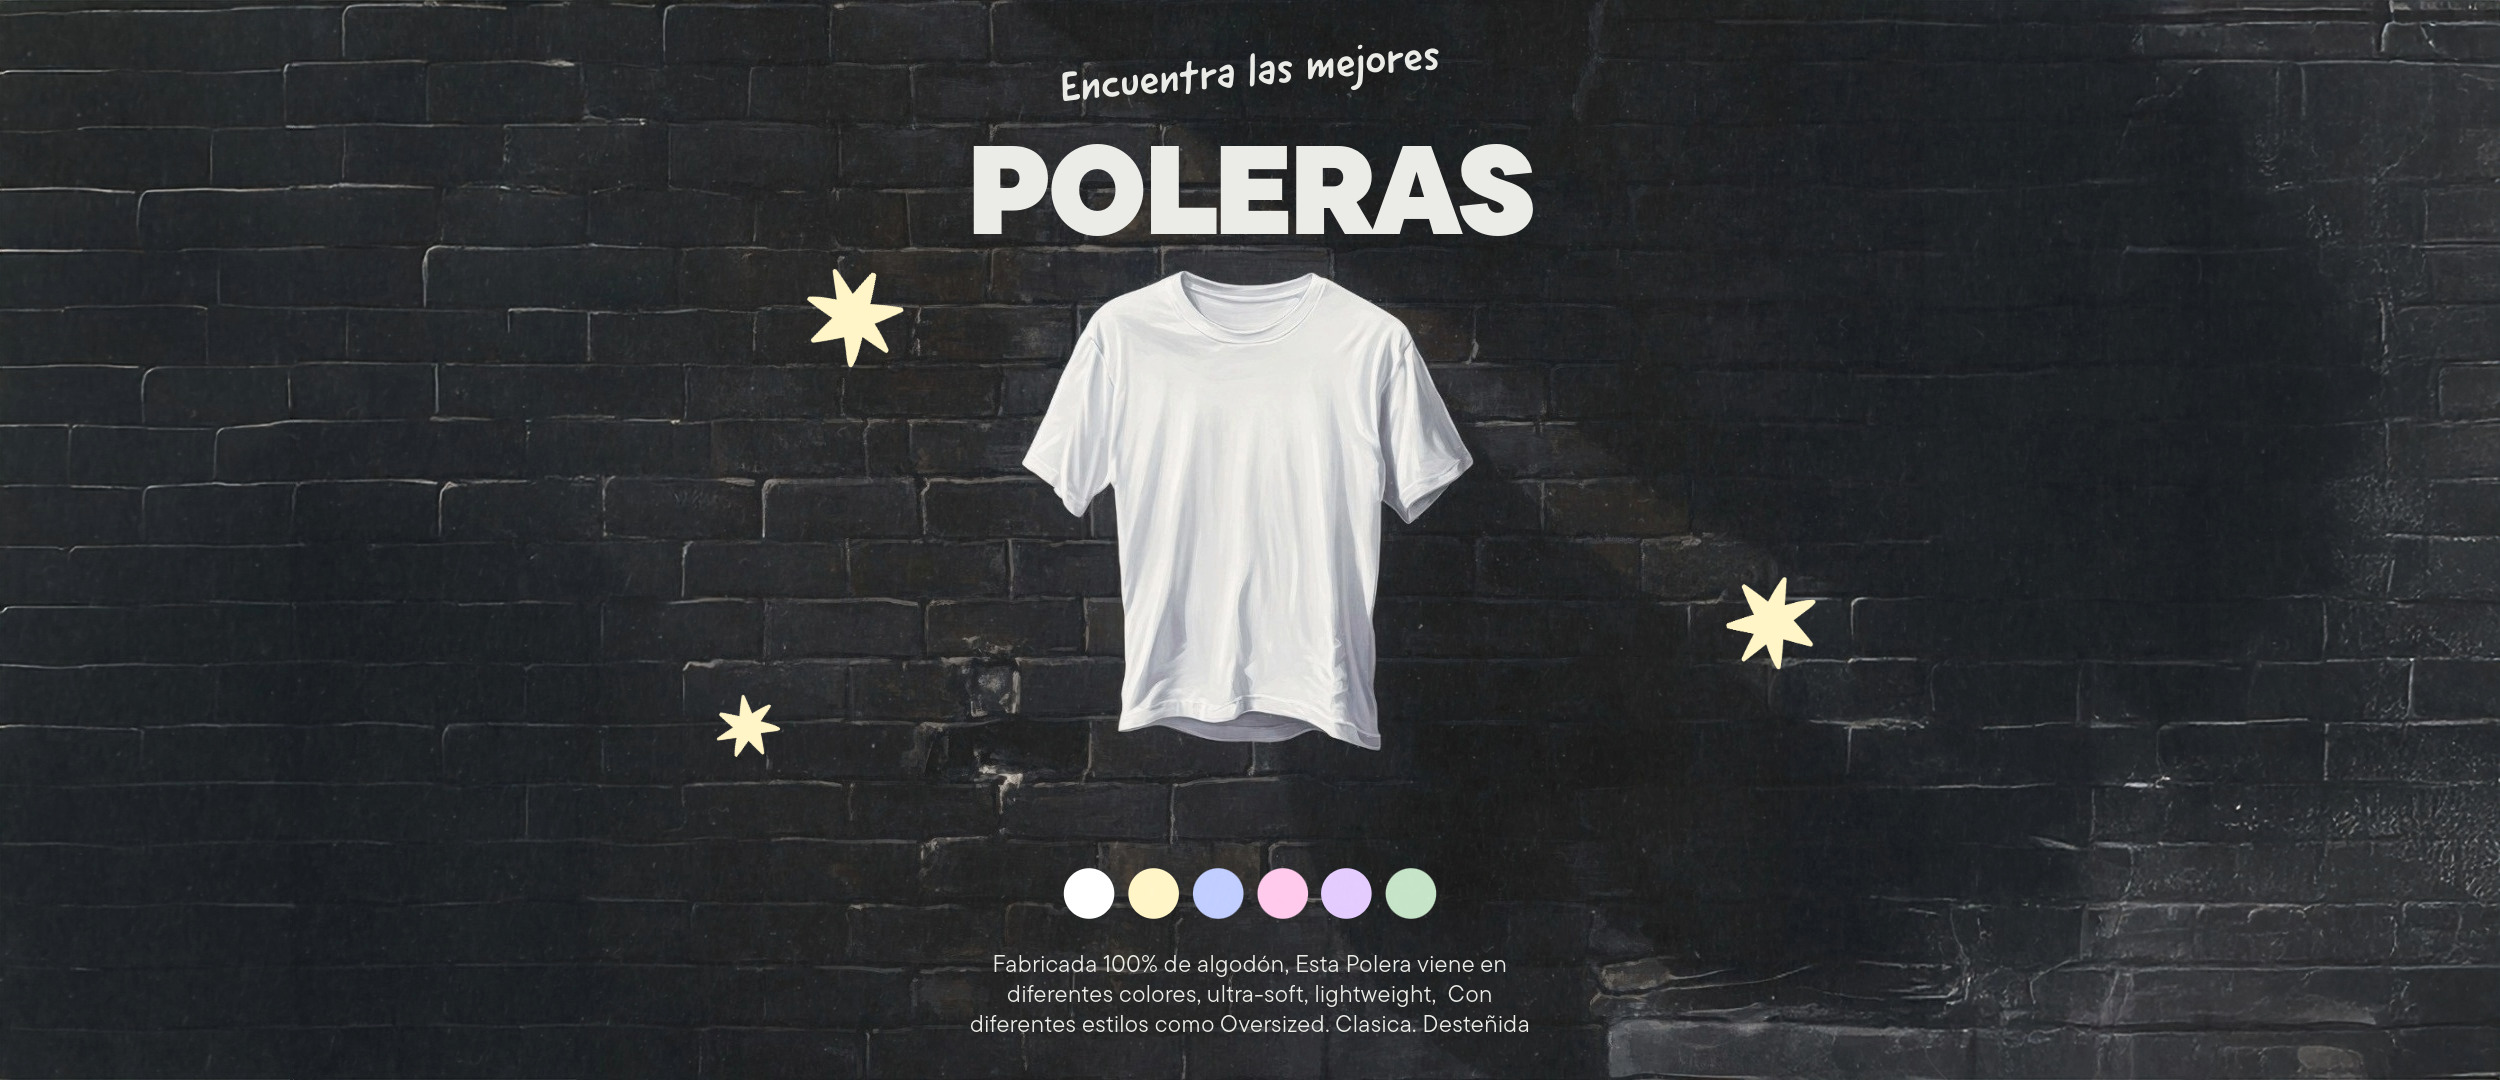 Encuentra las mejores
POLERAS
Fabricada 100% de algodón, Esta Polera viene en
diferentes colores, ultra-soft, lightweight,  Con
diferentes estilos como Oversized. Clasica. Desteñida